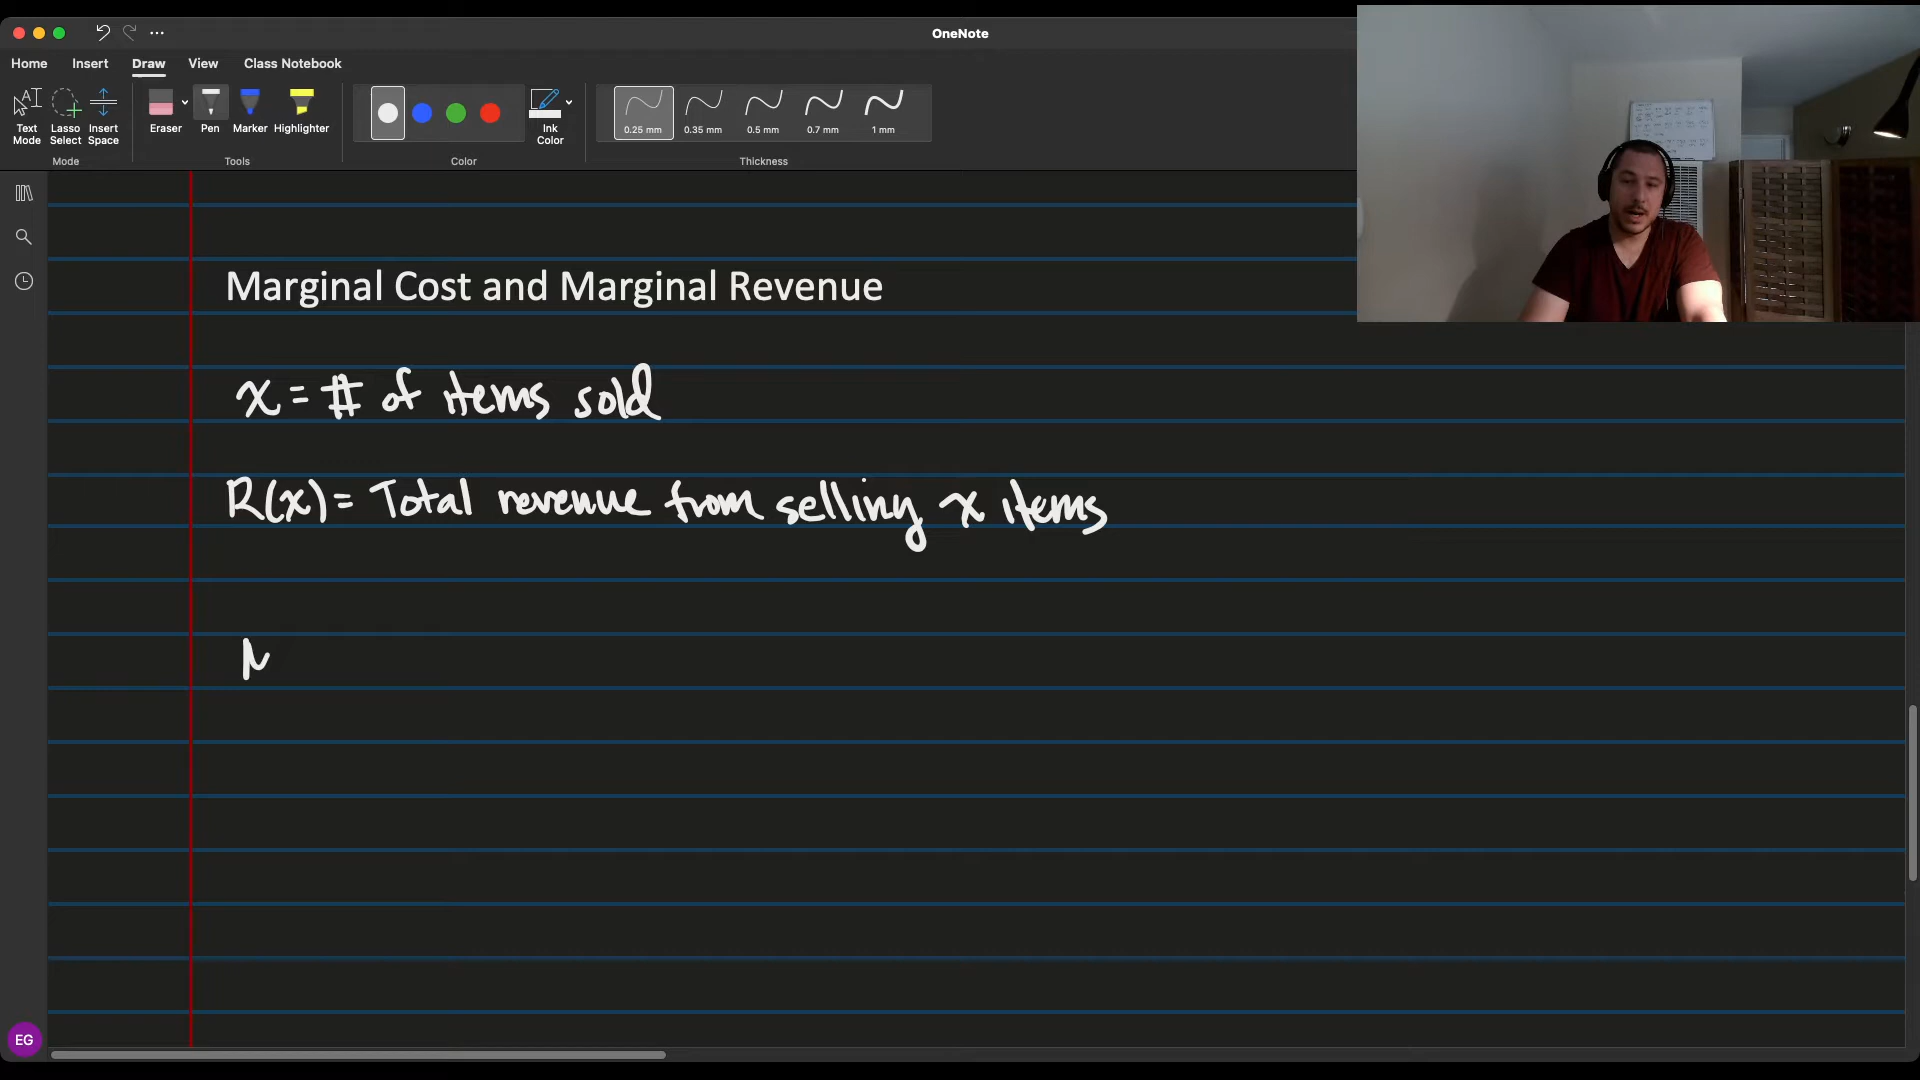 OneNote
Home Insert Draw View Class Notebook
Text Mode Lasso Select Insert Space Eraser Pen Marker Highlighter Ink Color 0.25 mm 0.35 mm 0.5 mm 0.7 mm 1 mm
Mode Tools Color Thickness
Marginal Cost and Marginal Revenue
x = # of items sold
R(x) = Total revenue from selling x items
EG